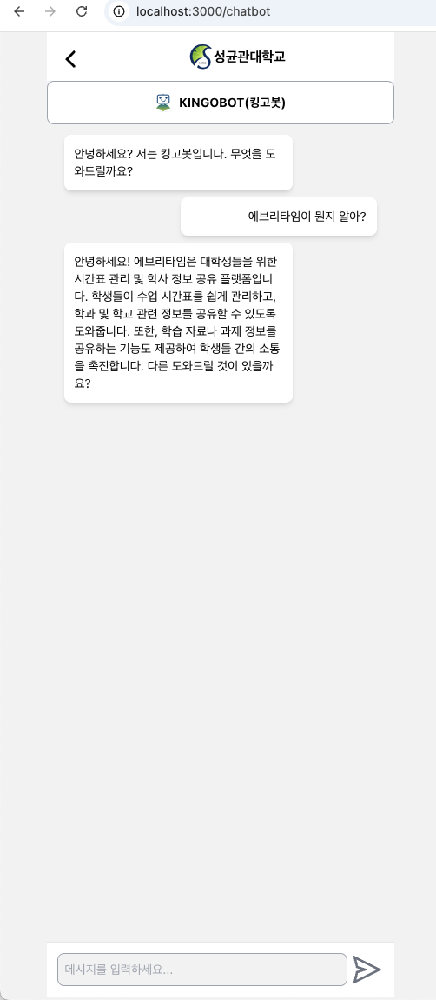 localhost:3000/chatbot
성균관대학교
KINGOBOT(킹고봇)
안녕하세요? 저는 킹고봇입니다. 무엇을 도
와드릴까요?
에브리타임이 뭔지 알아?
안녕하세요! 에브리타임은 대학생들을 위한
시간표 관리 및 학사 정보 공유 플랫폼입니
다. 학생들이 수업 시간표를 쉽게 관리하고,
학과 및 학교 관련 정보를 공유할 수 있도록
도와줍니다. 또한, 학습 자료나 과제 정보를
공유하는 기능도 제공하여 학생들 간의 소통
을 촉진합니다. 다른 도와드릴 것이 있을까
요?
메시지를 입력하세요...